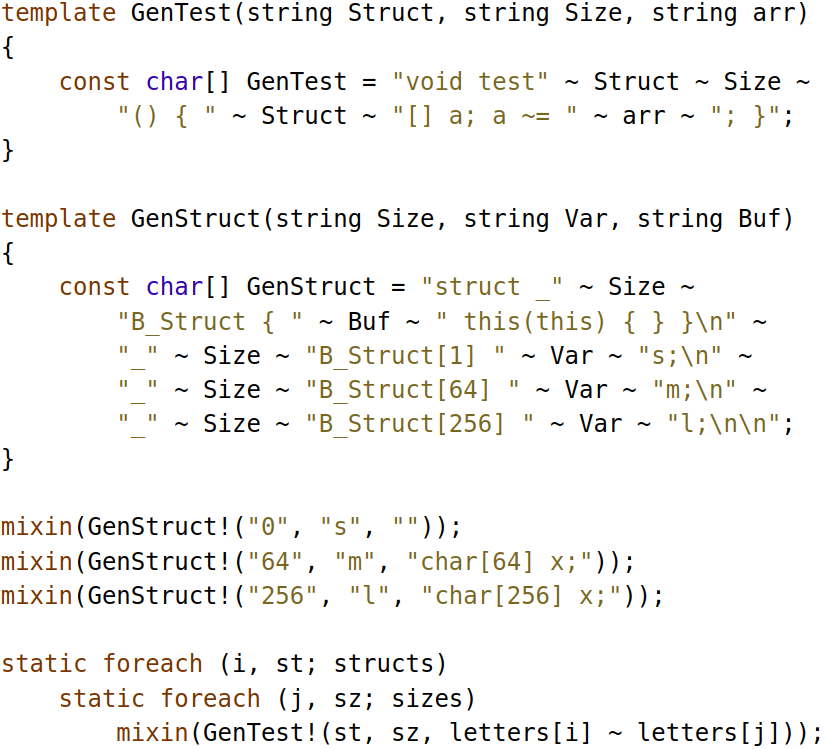 template GenTest(string Struct, string Size, string arr)
{
    const char[] GenTest = "void test" ~ Struct ~ Size ~
        "() { " ~ Struct ~ "[] a; a ~= " ~ arr ~ "; }";
}

template GenStruct(string Size, string Var, string Buf)
{
    const char[] GenStruct = "struct _" ~ Size ~
        "B_Struct { " ~ Buf ~ " this(this) { } }\n" ~
        "_" ~ Size ~ "B_Struct[1] " ~ Var ~ "s;\n" ~
        "_" ~ Size ~ "B_Struct[64] " ~ Var ~ "m;\n" ~
        "_" ~ Size ~ "B_Struct[256] " ~ Var ~ "l;\n\n";
}

mixin(GenStruct!("0", "s", ""));
mixin(GenStruct!("64", "m", "char[64] x;"));
mixin(GenStruct!("256", "l", "char[256] x;"));

static foreach (i, st; structs)
    static foreach (j, sz; sizes)
        mixin(GenTest!(st, sz, letters[i] ~ letters[j]));